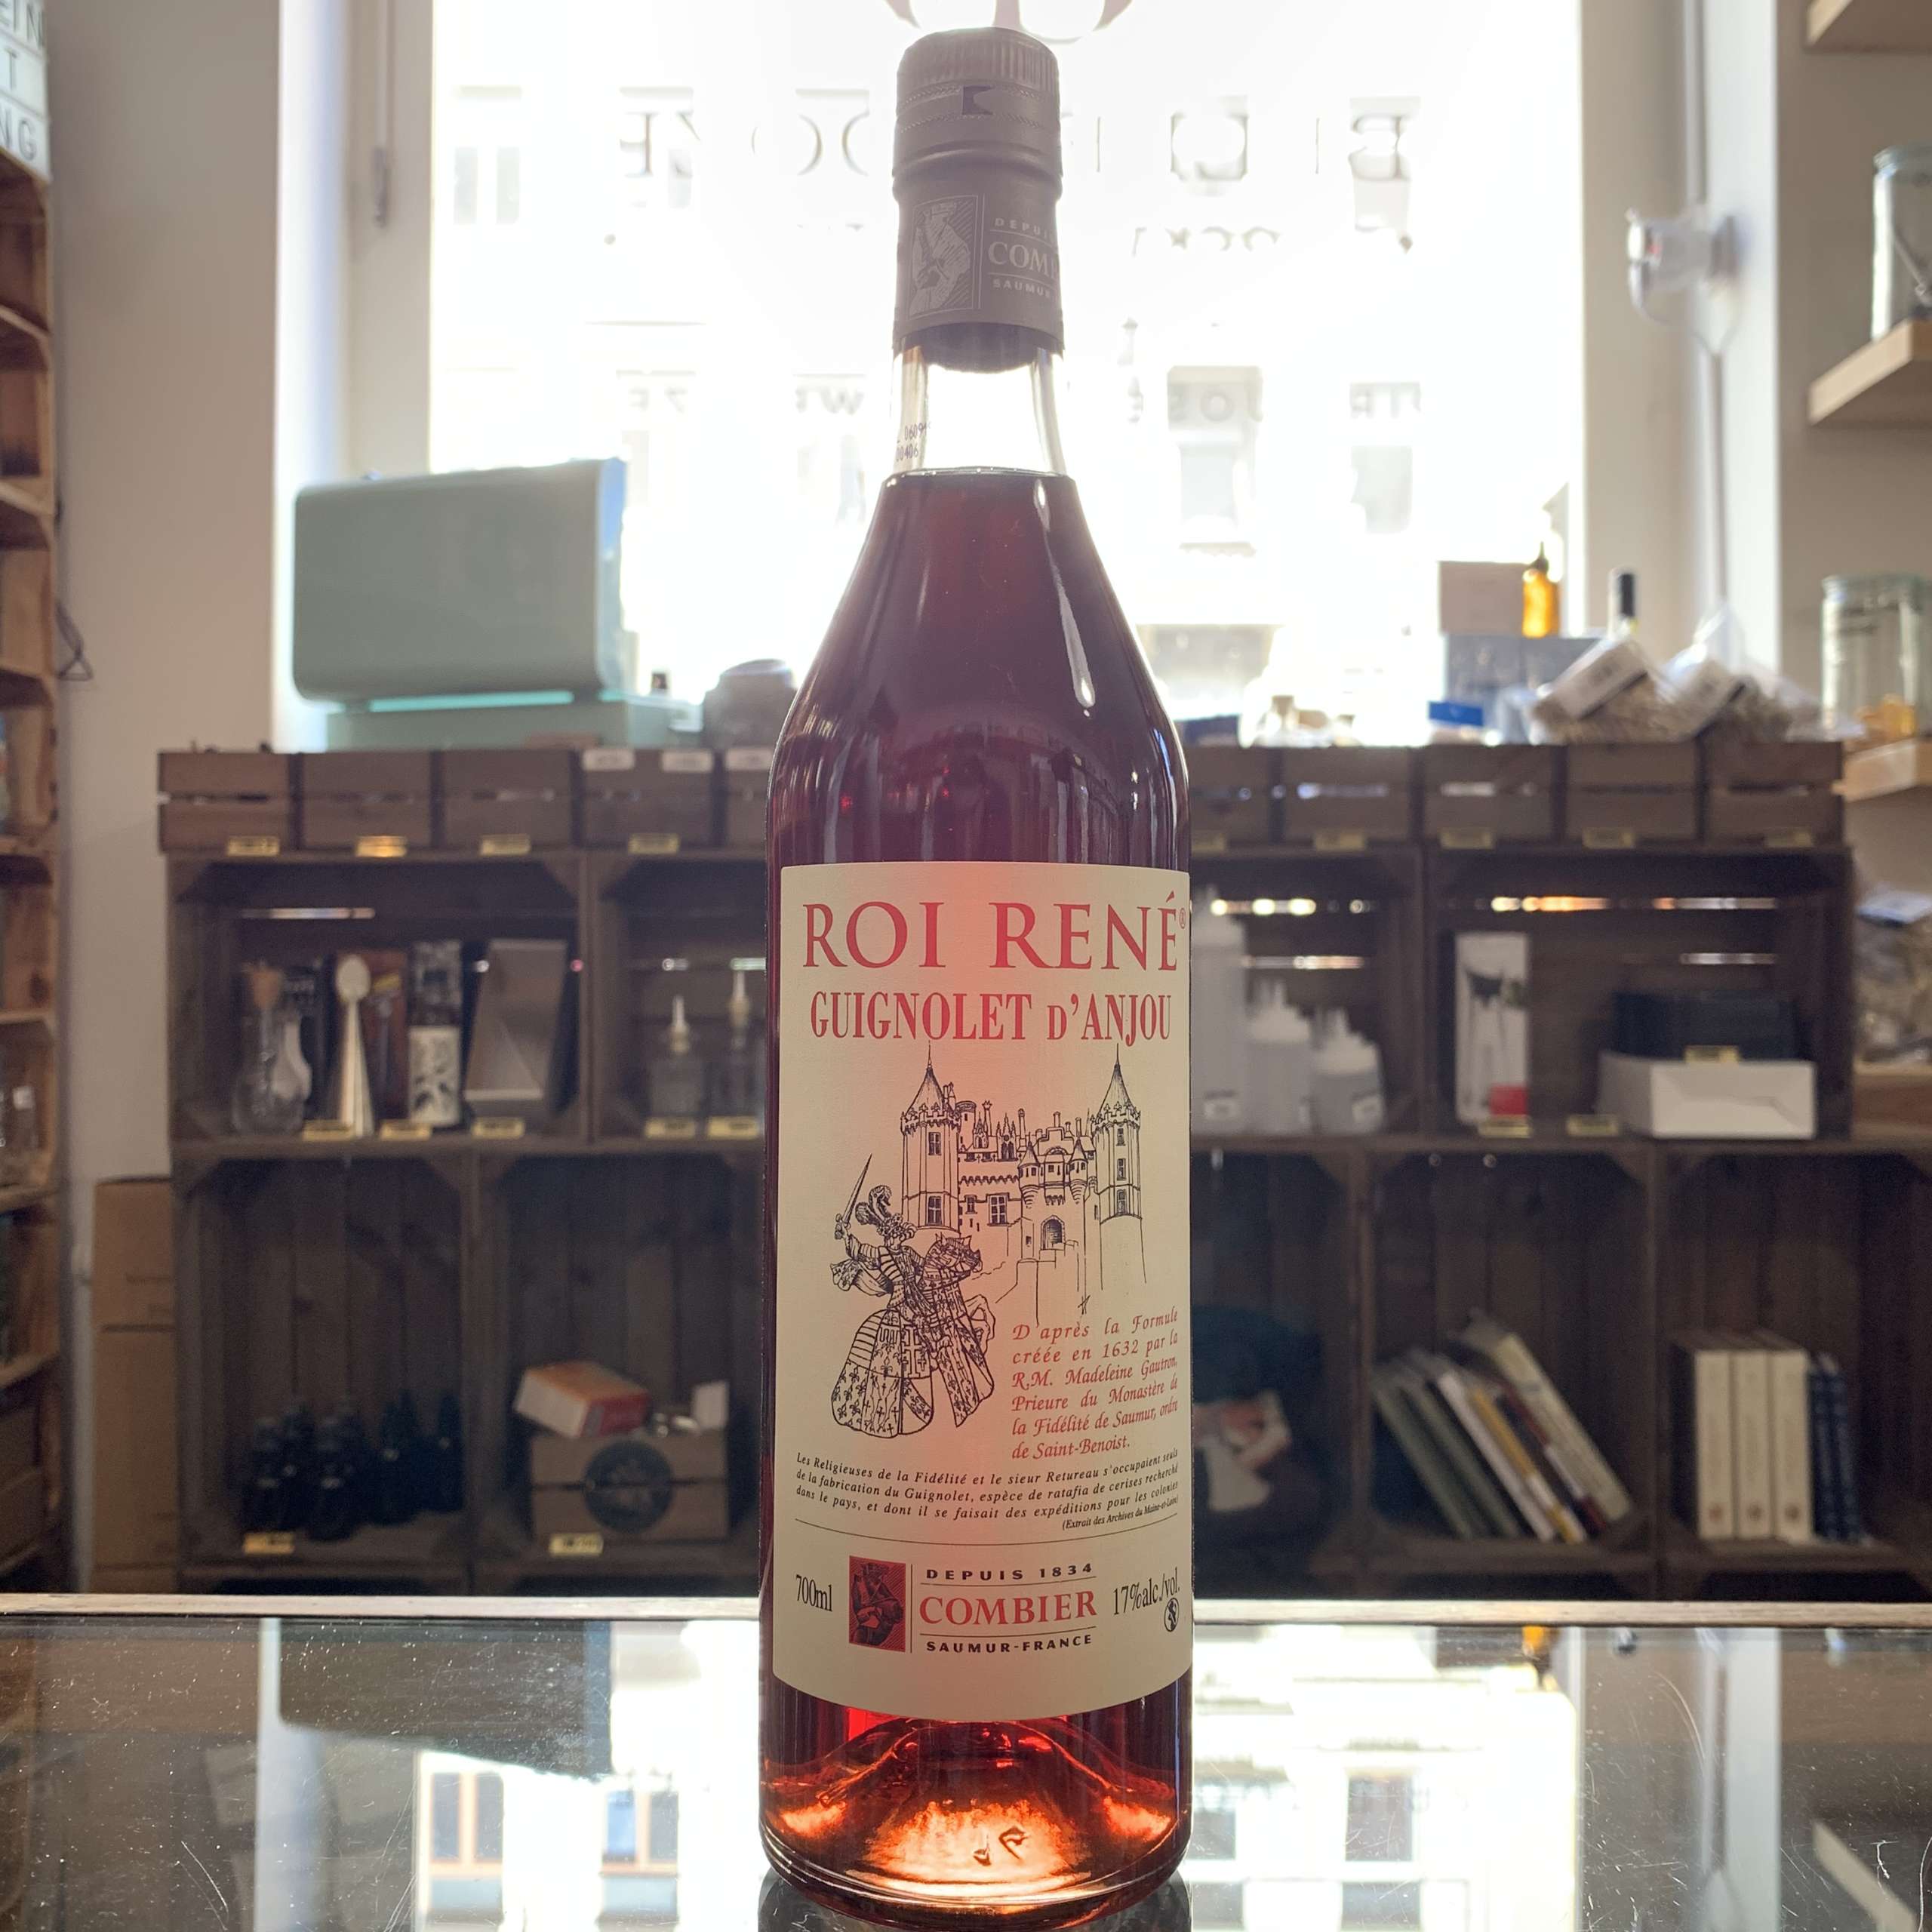 DEPUIS
COMBIER
SAUMUR
ROI RENÉ®
GUIGNOLET D'ANJOU
D'après la Formule
créée en 1632 par la
R.M. Madeleine Gautron,
Prieure du Monastère de
la Fidélité de Saumur, ordre
de Saint-Benoist.
Les Religieuses de la Fidélité et le sieur Retureau s'occupaient seuls
de la fabrication du Guignolet, espèce de ratafia de cerises recherché
dans le pays, et dont il se faisait des expéditions pour les colonies
(Extrait des Archives du Maine-et-Loire)
700ml
DEPUIS 1834
COMBIER
SAUMUR-FRANCE
17%alc./vol.